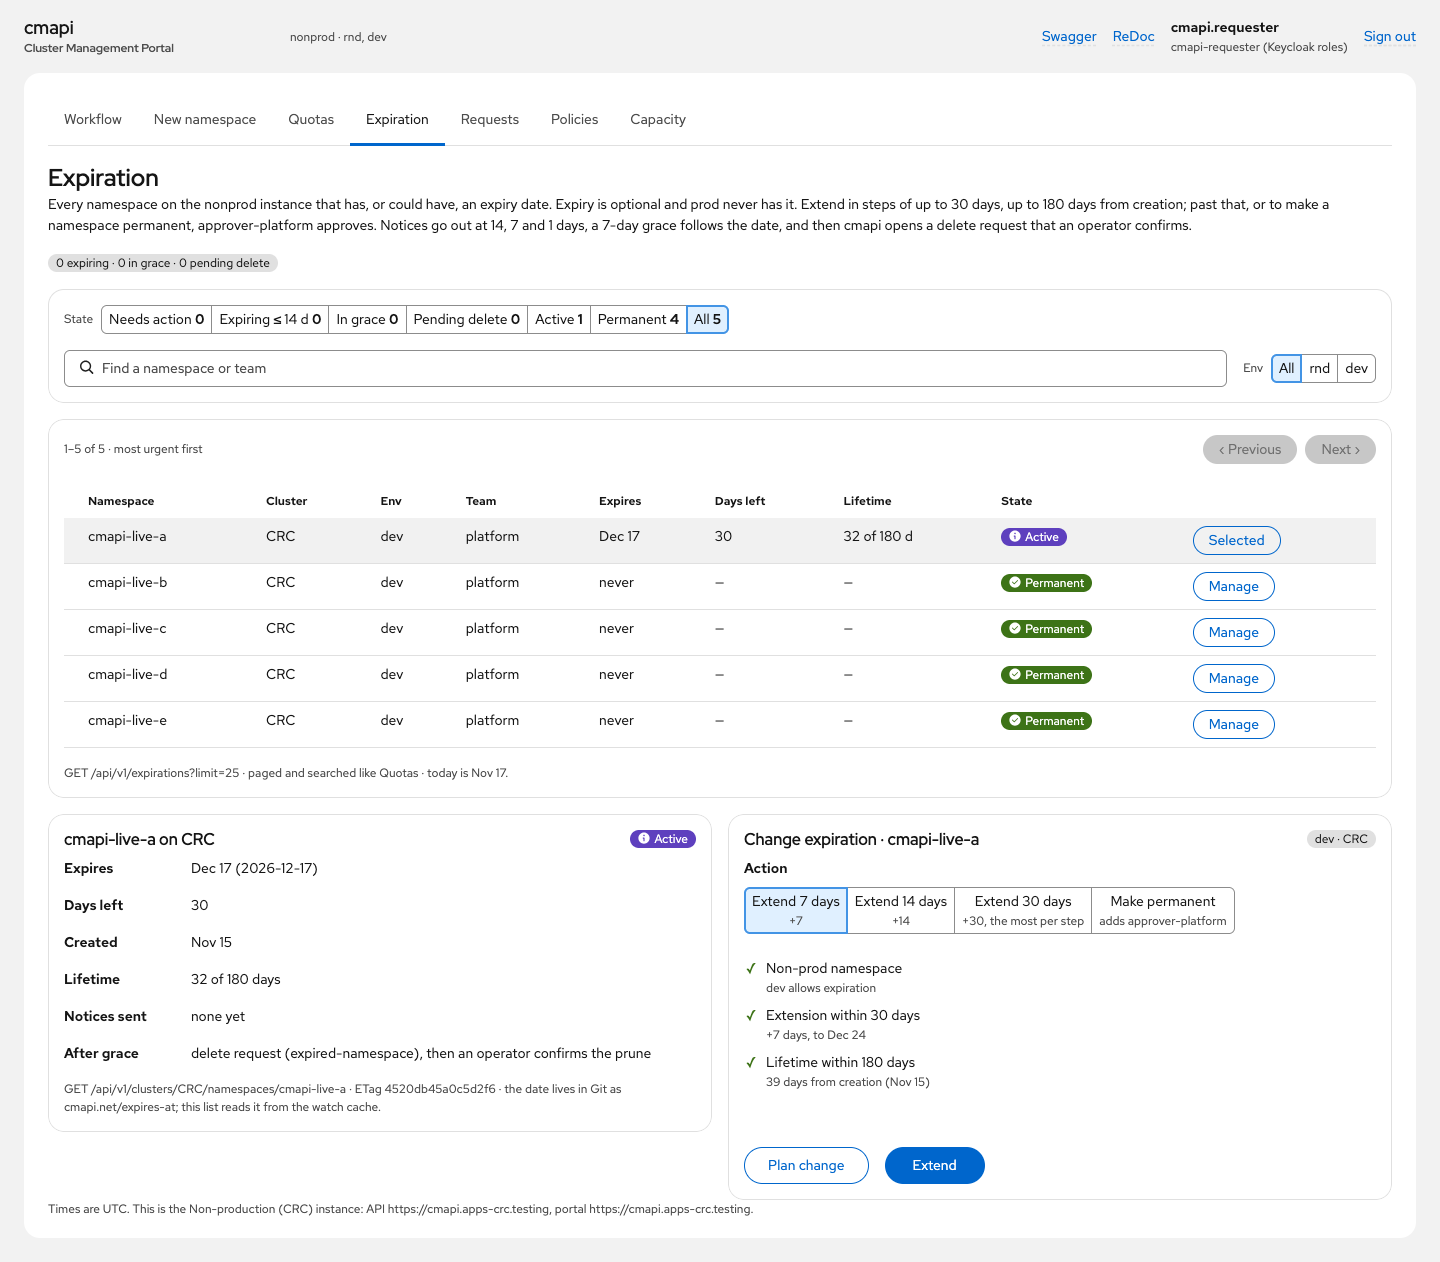 cmapi
Cluster Management Portal
nonprod · rnd, dev
Swagger
ReDoc
cmapi.requester
cmapi-requester (Keycloak roles)
Sign out
Workflow
New namespace
Quotas
Expiration
Requests
Policies
Capacity
Expiration
Every namespace on the nonprod instance that has, or could have, an expiry date. Expiry is optional and prod never has it. Extend in steps of up to 30 days, up to 180 days from creation; past that, or to make a
namespace permanent, approver-platform approves. Notices go out at 14, 7 and 1 days, a 7-day grace follows the date, and then cmapi opens a delete request that an operator confirms.
0 expiring · 0 in grace · 0 pending delete
State
Needs action 0
Expiring ≤ 14 d 0
In grace 0
Pending delete 0
Active 1
Permanent 4
All 5
Find a namespace or team
Env
All
rnd
dev
1–5 of 5 · most urgent first
‹ Previous
Next ›
Namespace Cluster Env Team Expires Days left Lifetime State
cmapi-live-a CRC dev platform Dec 17 30 32 of 180 d Active Selected
cmapi-live-b CRC dev platform never – – Permanent Manage
cmapi-live-c CRC dev platform never – – Permanent Manage
cmapi-live-d CRC dev platform never – – Permanent Manage
cmapi-live-e CRC dev platform never – – Permanent Manage
GET /api/v1/expirations?limit=25 · paged and searched like Quotas · today is Nov 17.
cmapi-live-a on CRC
Active
Expires Dec 17 (2026-12-17)
Days left 30
Created Nov 15
Lifetime 32 of 180 days
Notices sent none yet
After grace delete request (expired-namespace), then an operator confirms the prune
GET /api/v1/clusters/CRC/namespaces/cmapi-live-a · ETag 4520db45a0c5d2f6 · the date lives in Git as
cmapi.net/expires-at; this list reads it from the watch cache.
Change expiration · cmapi-live-a
dev · CRC
Action
Extend 7 days
+7
Extend 14 days
+14
Extend 30 days
+30, the most per step
Make permanent
adds approver-platform
✓ Non-prod namespace
dev allows expiration
✓ Extension within 30 days
+7 days, to Dec 24
✓ Lifetime within 180 days
39 days from creation (Nov 15)
Plan change
Extend
Times are UTC. This is the Non-production (CRC) instance: API https://cmapi.apps-crc.testing, portal https://cmapi.apps-crc.testing.